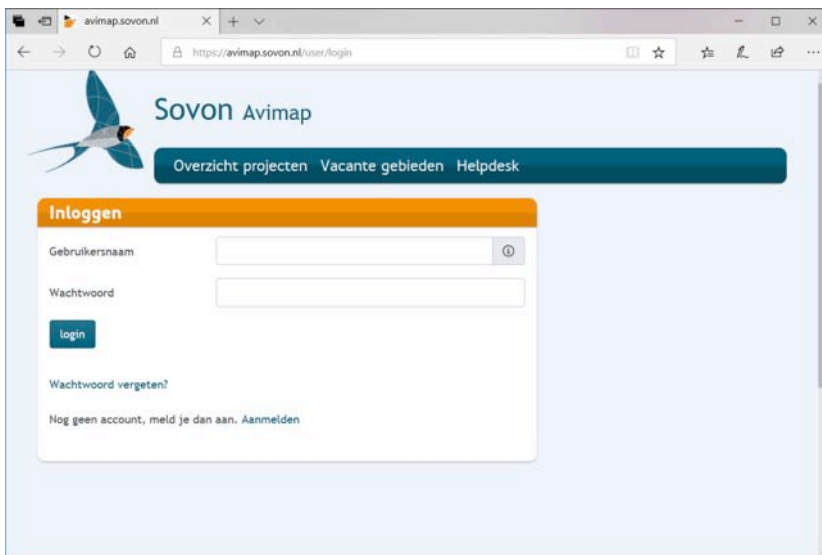 avimap.sovon.nl
https://avimap.sovon.nl/user/login
Sovon Avimap
Overzicht projecten Vacante gebieden Helpdesk
Inloggen
Gebruikersnaam
Wachtwoord
login
Wachtwoord vergeten?
Nog geen account, meld je dan aan. Aanmelden